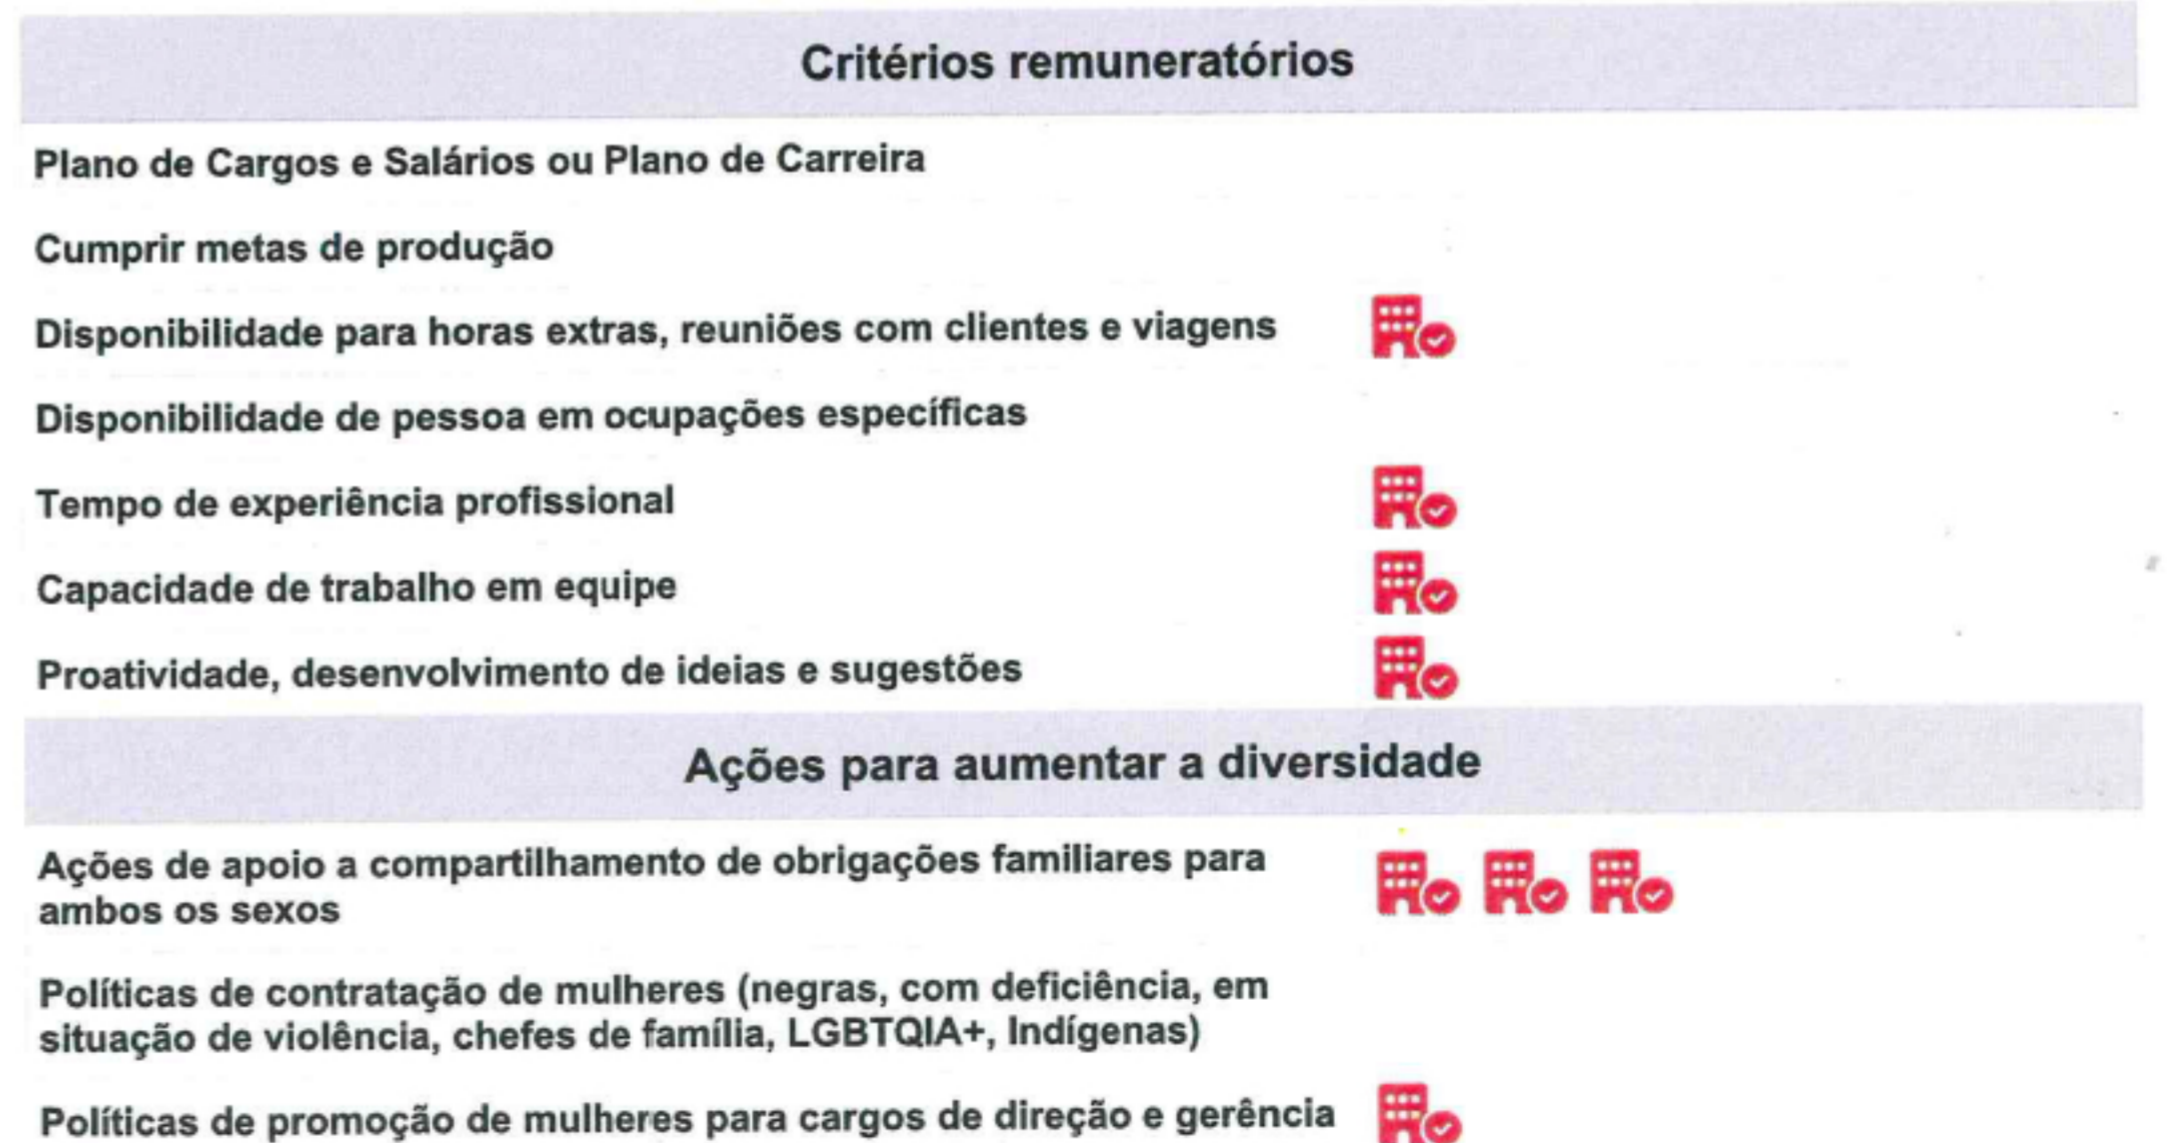 Critérios remuneratórios
Plano de Cargos e Salários ou Plano de Carreira
Cumprir metas de produção
Disponibilidade para horas extras, reuniões com clientes e viagens
Disponibilidade de pessoa em ocupações específicas
Tempo de experiência profissional
Capacidade de trabalho em equipe
Proatividade, desenvolvimento de ideias e sugestões
Ações para aumentar a diversidade
Ações de apoio a compartilhamento de obrigações familiares para
ambos os sexos
Políticas de contratação de mulheres (negras, com deficiência, em
situação de violência, chefes de família, LGBTQIA+, Indígenas)
Políticas de promoção de mulheres para cargos de direção e gerência